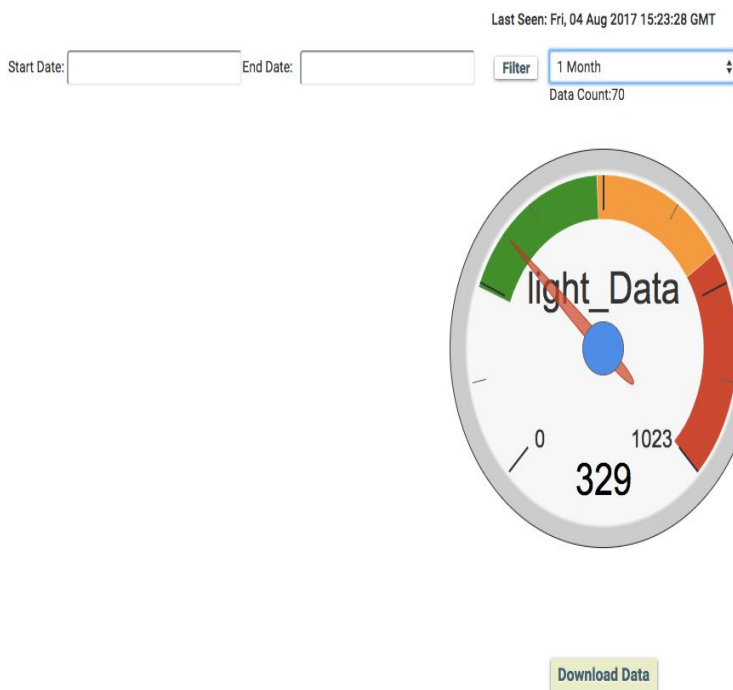 Last Seen: Fri, 04 Aug 2017 15:23:28 GMT
Start Date: End Date: Filter 1 Month
Data Count:70
light_Data
0 1023
329
Download Data